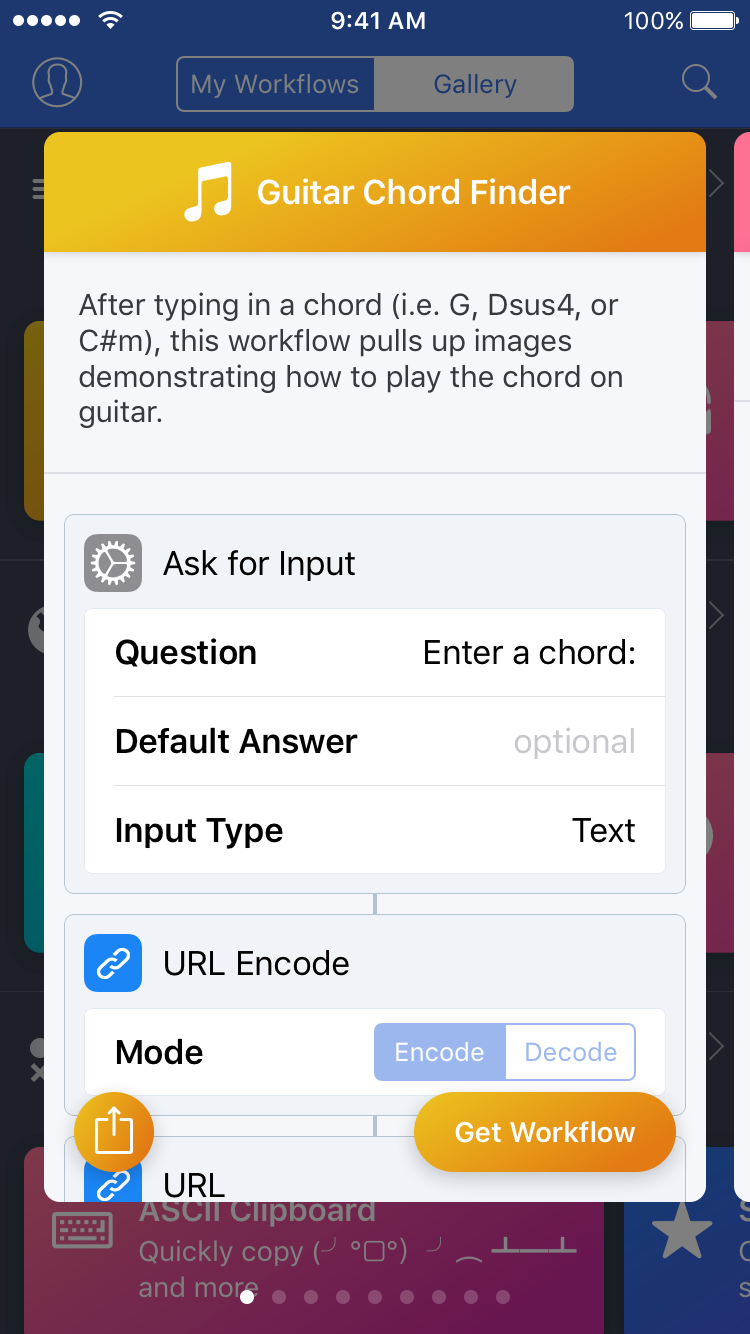 9:41 AM
100%
My Workflows
Gallery
Guitar Chord Finder
After typing in a chord (i.e. G, Dsus4, or
C#m), this workflow pulls up images
demonstrating how to play the chord on
guitar.
Ask for Input
Question
Enter a chord:
Default Answer
optional
Input Type
Text
URL Encode
Mode
Encode
Decode
Get Workflow
URL
ASCII Clipboard
Quickly copy (╯°□°)╯︵ ┻━┻
and more